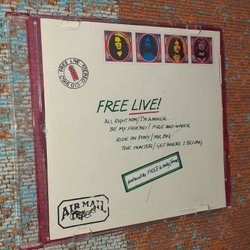 FREE LIVE!
ALL RIGHT NOW/I'M A MOVER
BE MY FRIEND/FIRE AND WATER
RIDE ON PONY/MR. BIG
THE HUNTER/GET WHERE I BELONG
AIR MAIL